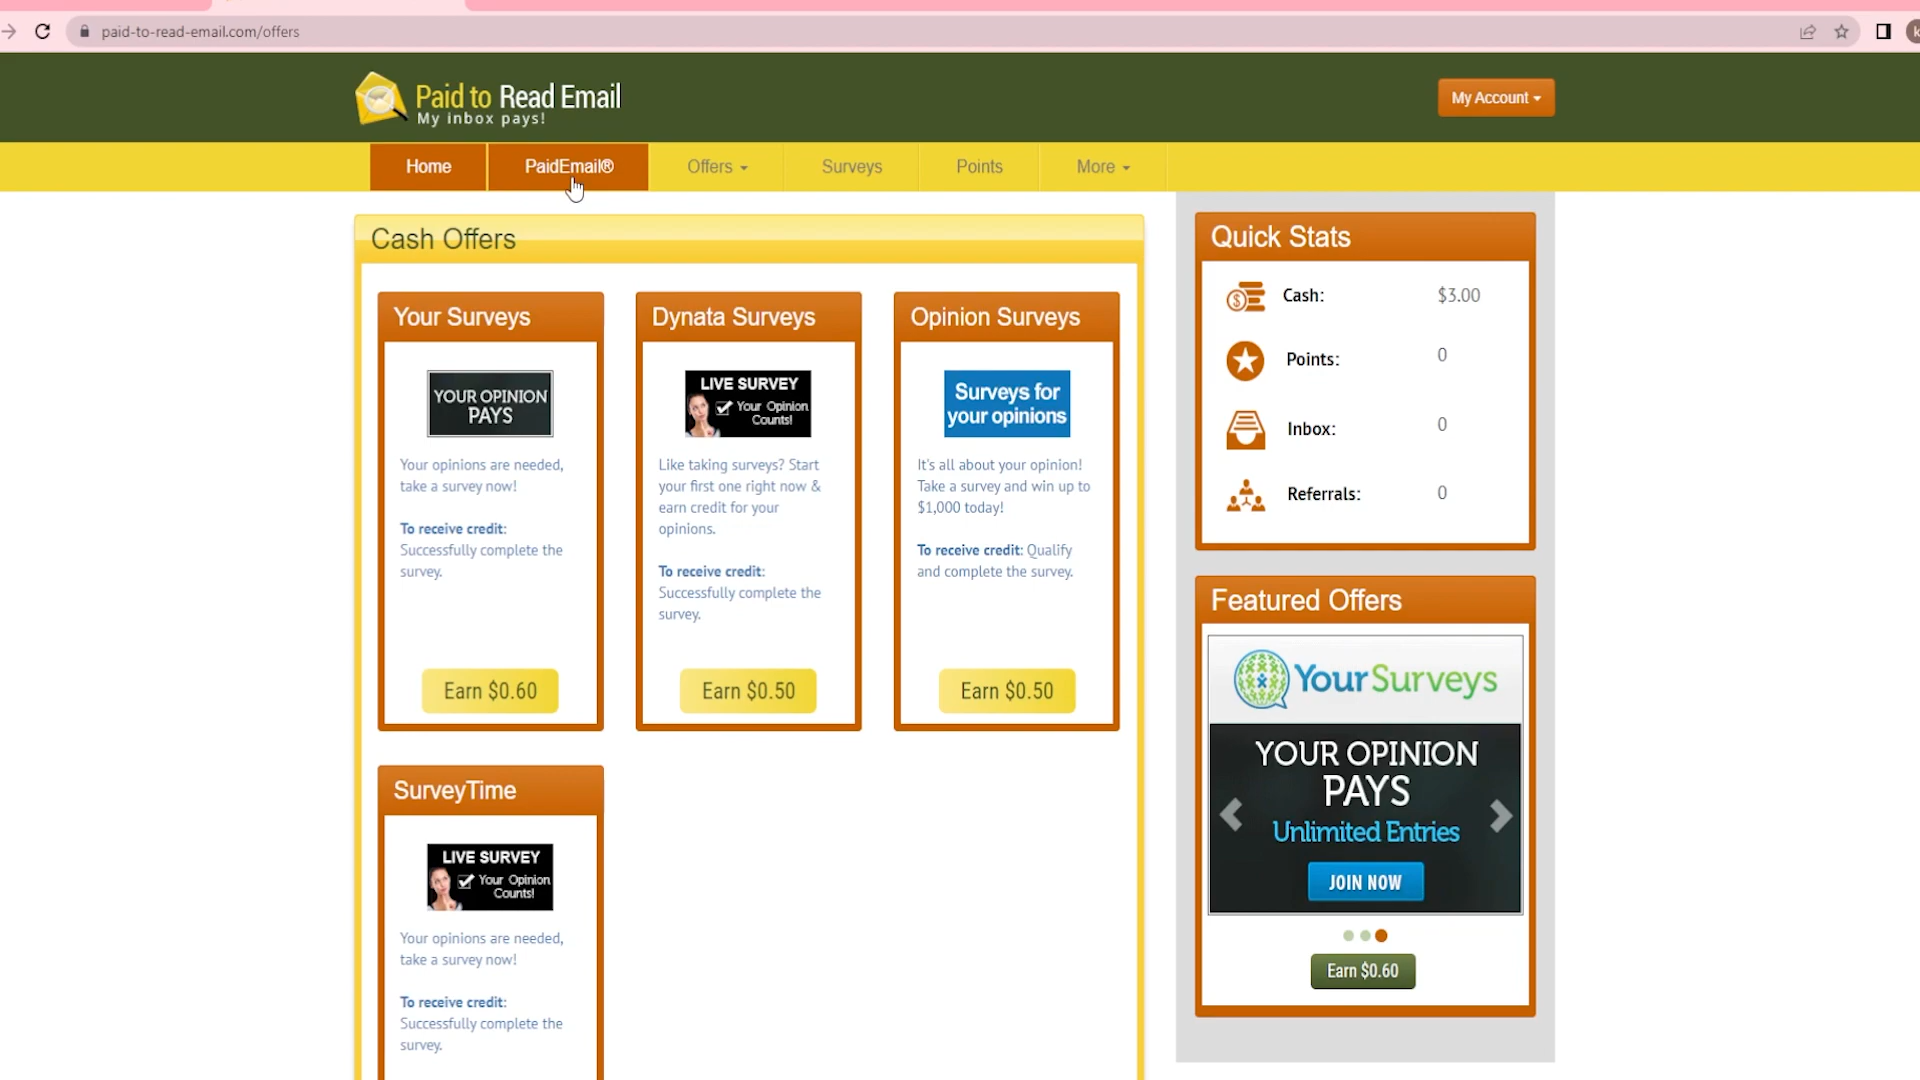 paid-to-read-email.com/offers
Paid to Read Email
My inbox pays!
My Account
Home
PaidEmail®
Offers
Surveys
Points
More
Cash Offers
Your Surveys
YOUR OPINION
PAYS
Your opinions are needed,
take a survey now!
To receive credit:
Successfully complete the
survey.
Earn $0.60
Dynata Surveys
LIVE SURVEY
Your Opinion
Counts!
Like taking surveys? Start
your first one right now &
earn credit for your
opinions.
To receive credit:
Successfully complete the
survey.
Earn $0.50
Opinion Surveys
Surveys for
your opinions
It's all about your opinion!
Take a survey and win up to
$1,000 today!
To receive credit: Qualify
and complete the survey.
Earn $0.50
SurveyTime
LIVE SURVEY
Your Opinion
Counts!
Your opinions are needed,
take a survey now!
To receive credit:
Successfully complete the
survey.
Quick Stats
Cash: $3.00
Points: 0
Inbox: 0
Referrals: 0
Featured Offers
YourSurveys
YOUR OPINION
PAYS
Unlimited Entries
JOIN NOW
Earn $0.60